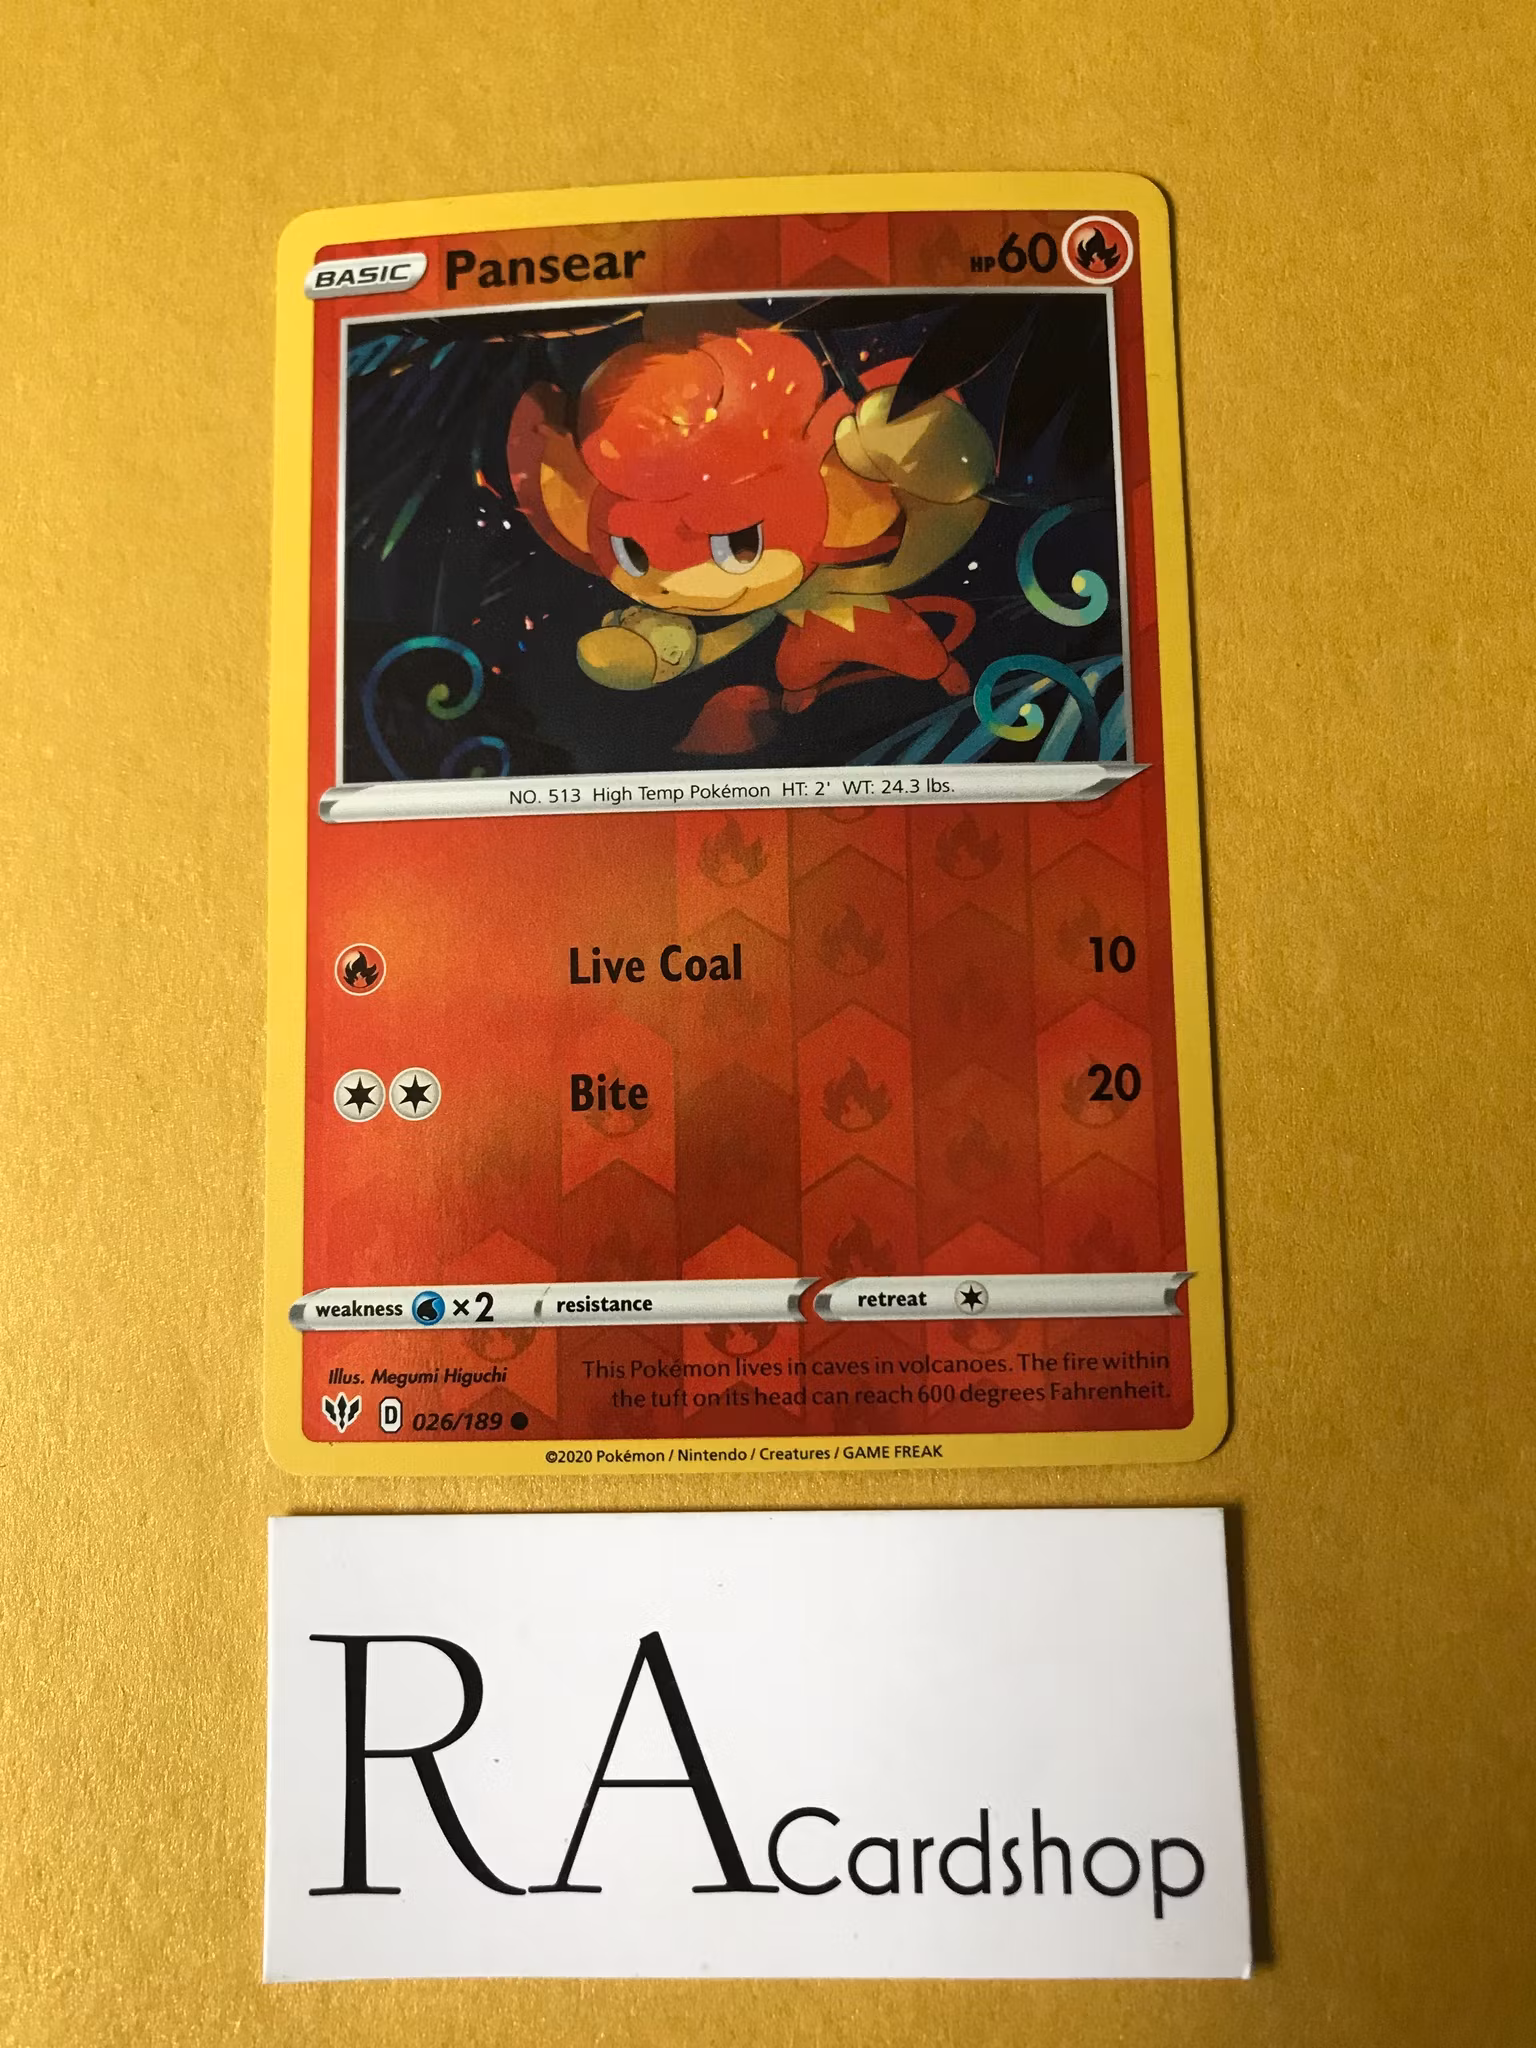 BASIC Pansear HP60
NO. 513 High Temp Pokémon HT: 2' WT: 24.3 lbs.
Live Coal 10
Bite 20
weakness ×2 resistance retreat
Illus. Megumi Higuchi
This Pokémon lives in caves in volcanoes. The fire within
the tuft on its head can reach 600 degrees Fahrenheit.
D 026/189
©2020 Pokémon / Nintendo / Creatures / GAME FREAK
RA Cardshop